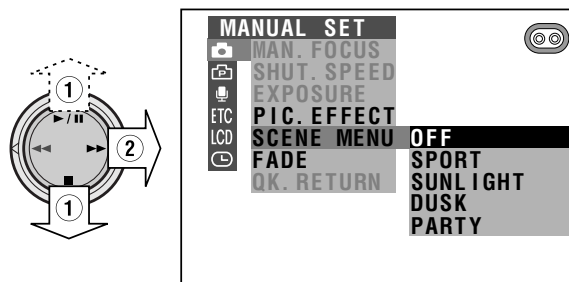 MANUAL SET
MAN. FOCUS
SHUT. SPEED
EXPOSURE
ETC PIC. EFFECT
LCD SCENE MENU OFF
FADE SPORT
QK. RETURN SUNLIGHT
DUSK
PARTY
1
2
1